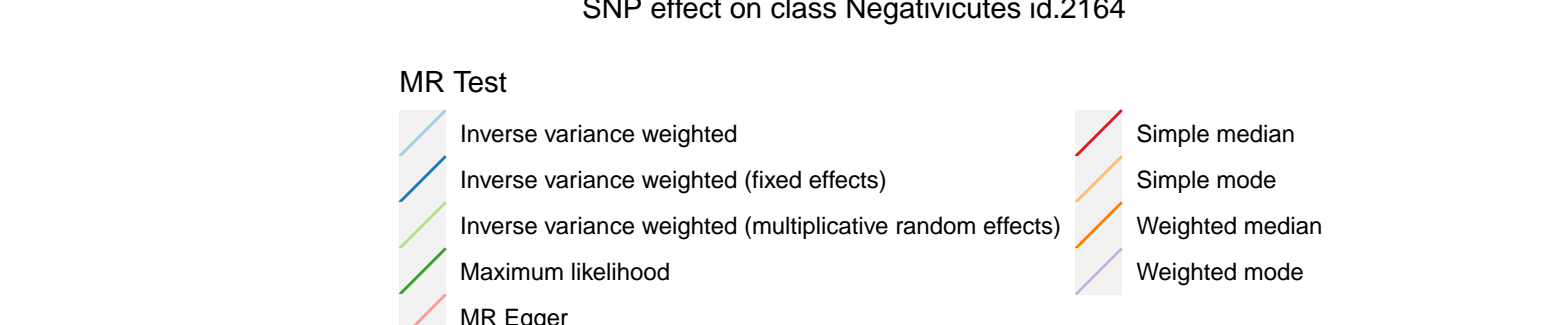 SNP effect on class Negativicutes id.2164
MR Test
Inverse variance weighted
Inverse variance weighted (fixed effects)
Inverse variance weighted (multiplicative random effects)
Maximum likelihood
MR Egger
Simple median
Simple mode
Weighted median
Weighted mode